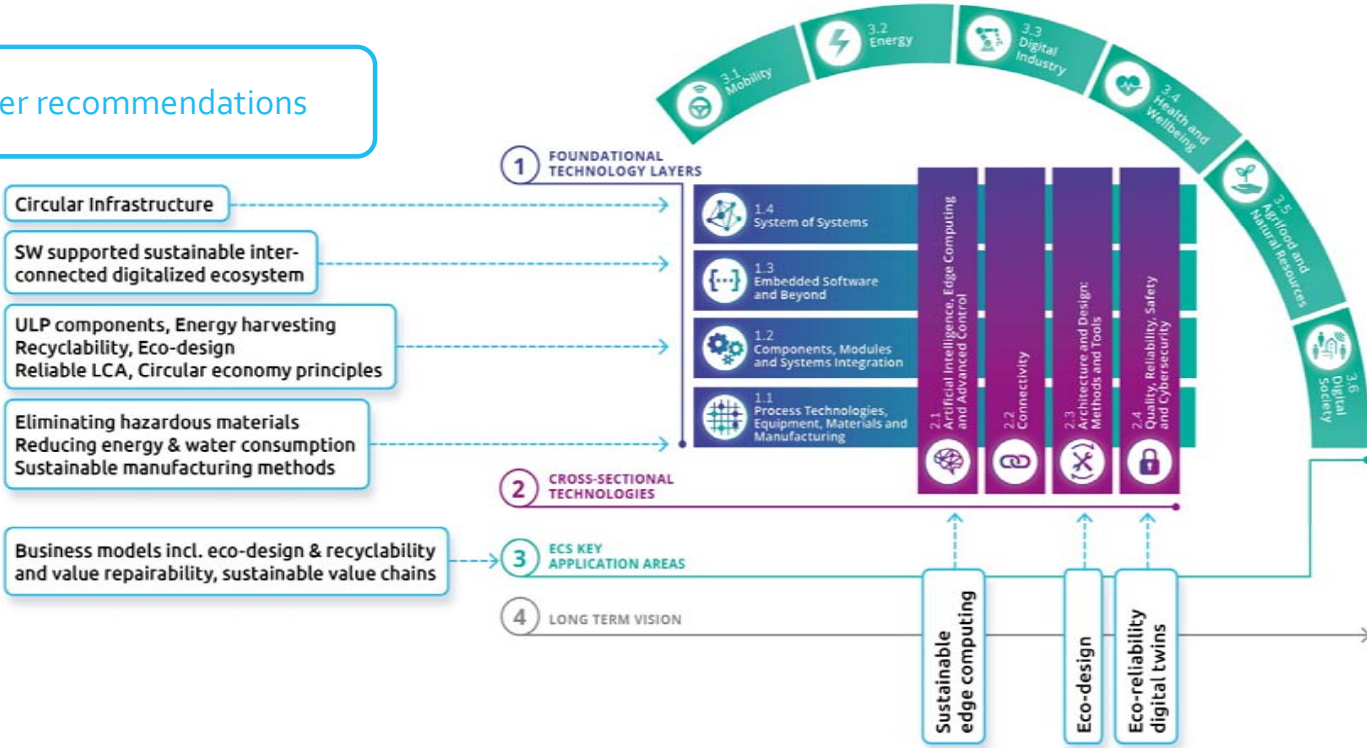 er recommendations
Circular Infrastructure
SW supported sustainable inter-
connected digitalized ecosystem
ULP components, Energy harvesting
Recyclability, Eco-design
Reliable LCA, Circular economy principles
Eliminating hazardous materials
Reducing energy & water consumption
Sustainable manufacturing methods
Business models incl. eco-design & recyclability
and value repairability, sustainable value chains
3.1
Mobility
3.2
Energy
3.3
Digital
Industry
3.4
Health and
Wellbeing
3.5
Agrifood and
Natural Resources
3.6
Digital
Society
1
FOUNDATIONAL
TECHNOLOGY LAYERS
1.4
System of Systems
1.3
Embedded Software
and Beyond
1.2
Components, Modules
and Systems Integration
1.1
Process Technologies,
Equipment, Materials and
Manufacturing
2.1
Artificial Intelligence, Edge Computing
and Advanced Control
2.2
Connectivity
2.3
Architecture and Design:
Methods and Tools
2.4
Quality, Reliability, Safety
and Cybersecurity
2
CROSS-SECTIONAL
TECHNOLOGIES
3
ECS KEY
APPLICATION AREAS
4
LONG TERM VISION
Sustainable
edge computing
Eco-design
Eco-reliability
digital twins